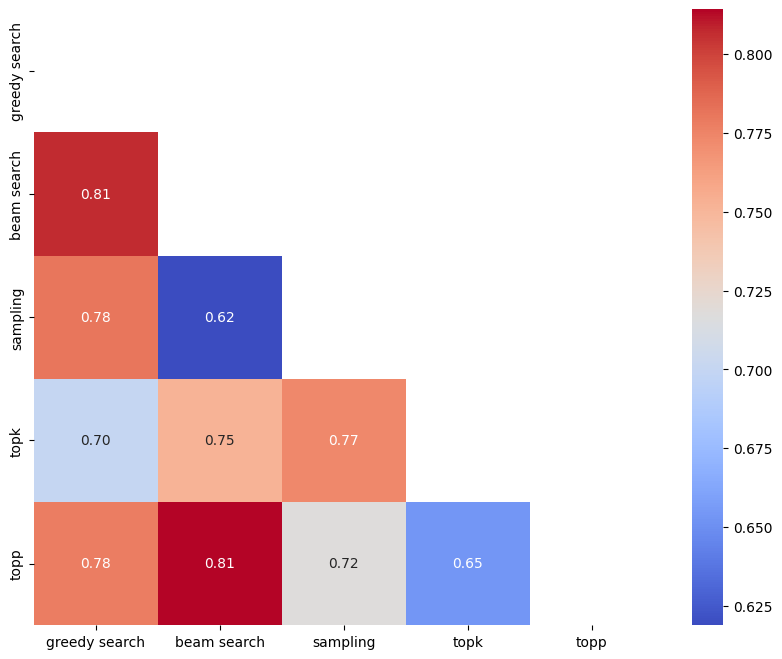 greedy search
beam search
0.81
sampling
0.78 0.62
topk
0.70 0.75 0.77
topp
0.78 0.81 0.72 0.65
greedy search beam search sampling topk topp
0.800
0.775
0.750
0.725
0.700
0.675
0.650
0.625